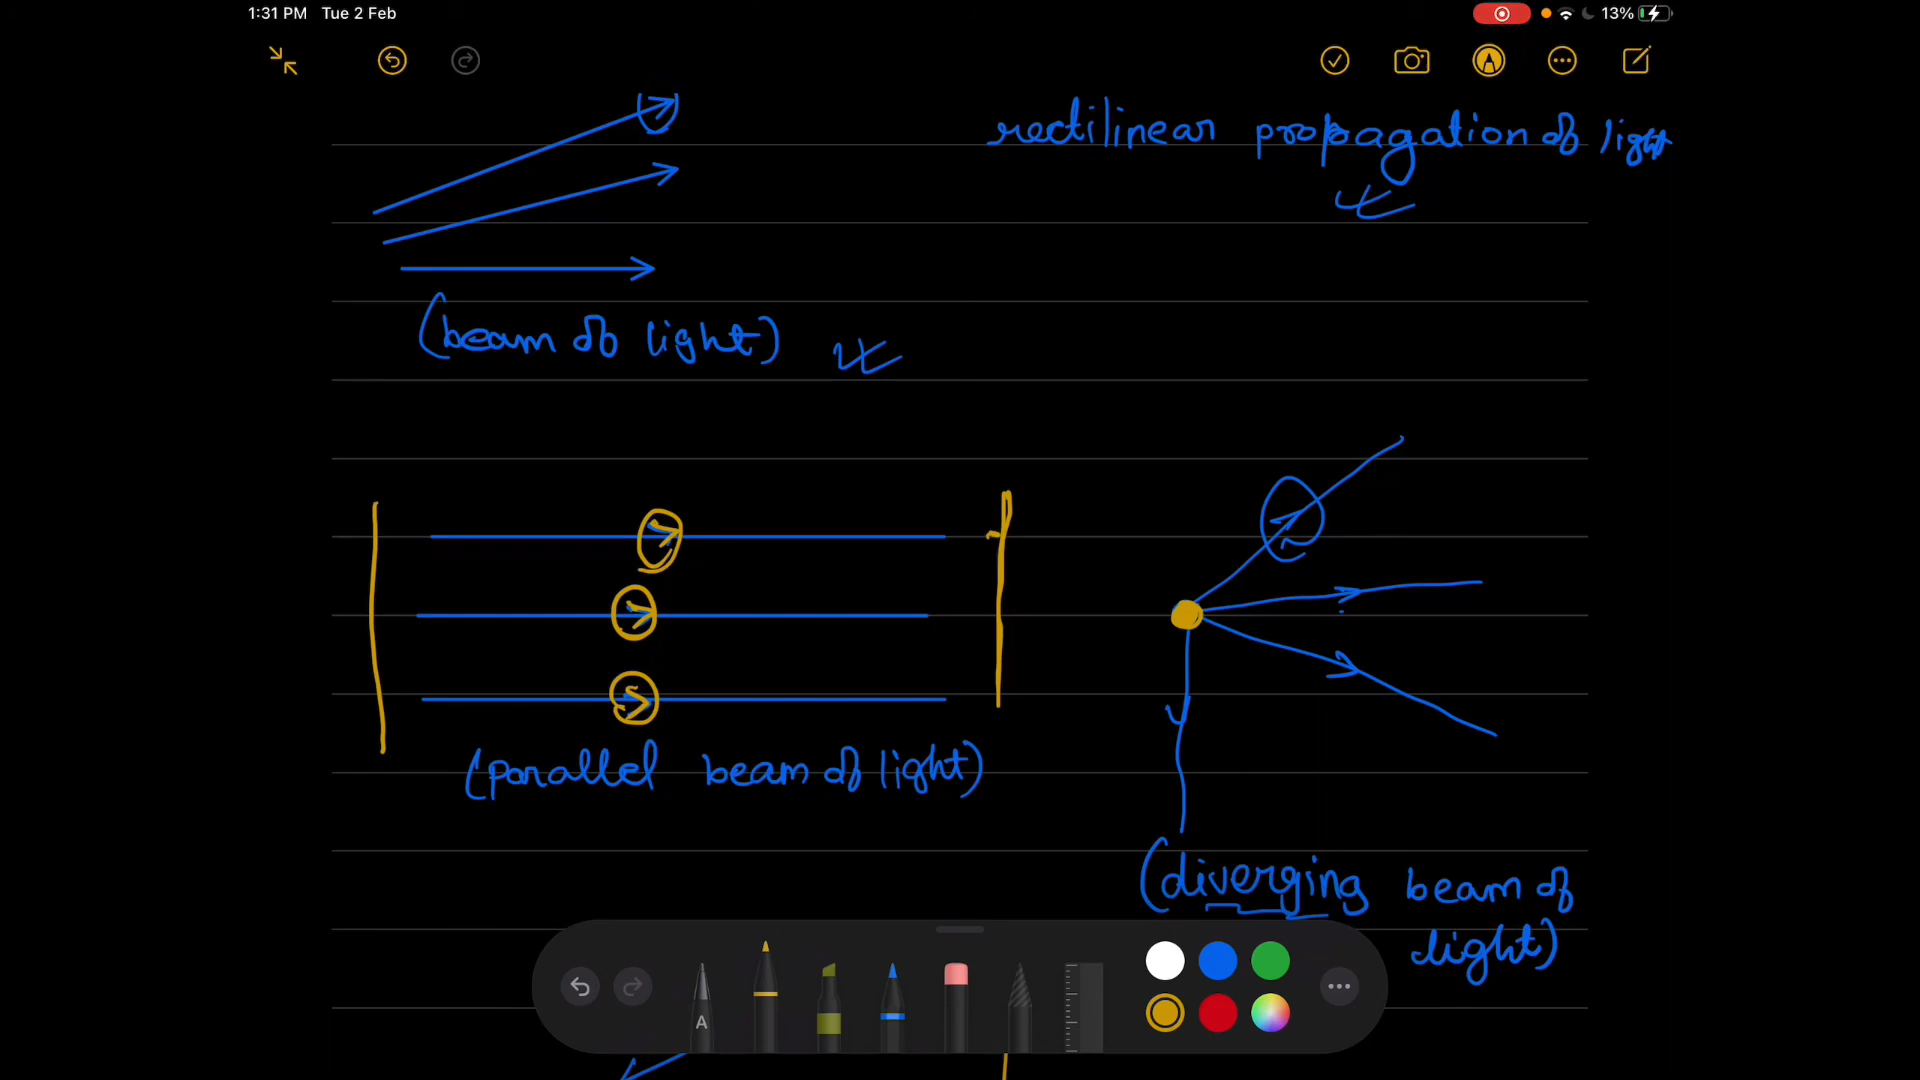 1:31 PM Tue 2 Feb 13%
rectilinear propagation of light
(beam of light)
(parallel beam of light)
(diverging beam of
light)
A